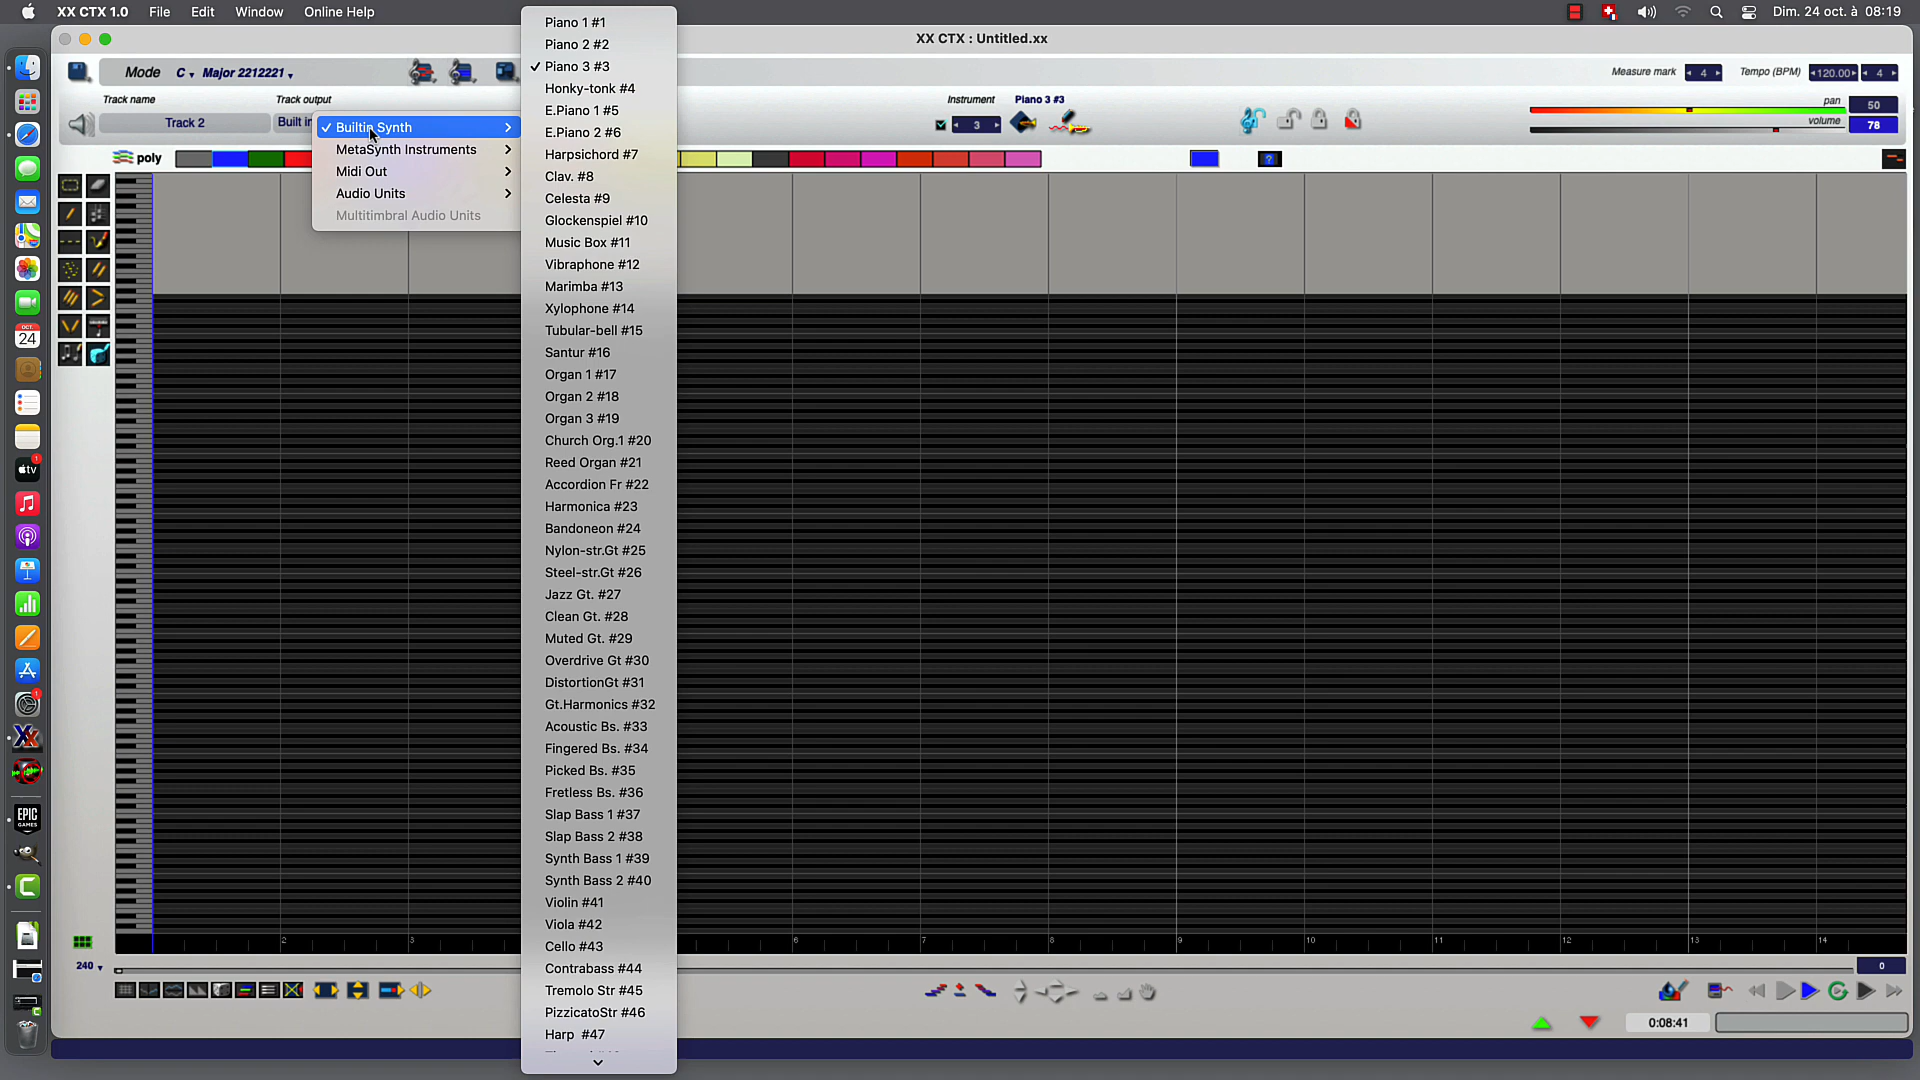 XX CTX 1.0 File Edit Window Online Help
Dim. 24 oct. à 08:19
XX CTX : Untitled.xx
Mode C Major 2212221
Measure mark 4 Tempo (BPM) 120.00 4
Track name Track output
Instrument Piano 3 #3
pan 50
Track 2 Built in
3
volume 78
poly
?
Builtin Synth
MetaSynth Instruments
Midi Out
Audio Units
Multitimbral Audio Units
Piano 1 #1
Piano 2 #2
Piano 3 #3
Honky-tonk #4
E.Piano 1 #5
E.Piano 2 #6
Harpsichord #7
Clav. #8
Celesta #9
Glockenspiel #10
Music Box #11
Vibraphone #12
Marimba #13
Xylophone #14
Tubular-bell #15
Santur #16
Organ 1 #17
Organ 2 #18
Organ 3 #19
Church Org.1 #20
Reed Organ #21
Accordion Fr #22
Harmonica #23
Bandoneon #24
Nylon-str.Gt #25
Steel-str.Gt #26
Jazz Gt. #27
Clean Gt. #28
Muted Gt. #29
Overdrive Gt #30
DistortionGt #31
Gt.Harmonics #32
Acoustic Bs. #33
Fingered Bs. #34
Picked Bs. #35
Fretless Bs. #36
Slap Bass 1 #37
Slap Bass 2 #38
Synth Bass 1 #39
Synth Bass 2 #40
Violin #41
Viola #42
Cello #43
Contrabass #44
Tremolo Str #45
PizzicatoStr #46
Harp #47
OCT.
24
tv
1
1
EPIC
GAMES
2 3 6 7 8 9 10 11 12 13 14
240
0
0:08:41